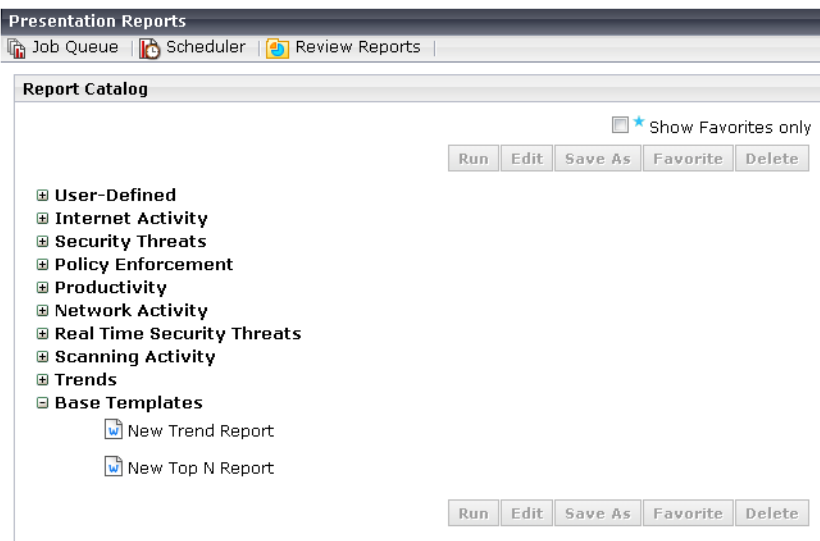 Presentation Reports
Job Queue | Scheduler | Review Reports |
Report Catalog
Show Favorites only
Run Edit Save As Favorite Delete
User-Defined
Internet Activity
Security Threats
Policy Enforcement
Productivity
Network Activity
Real Time Security Threats
Scanning Activity
Trends
Base Templates
New Trend Report
New Top N Report
Run Edit Save As Favorite Delete